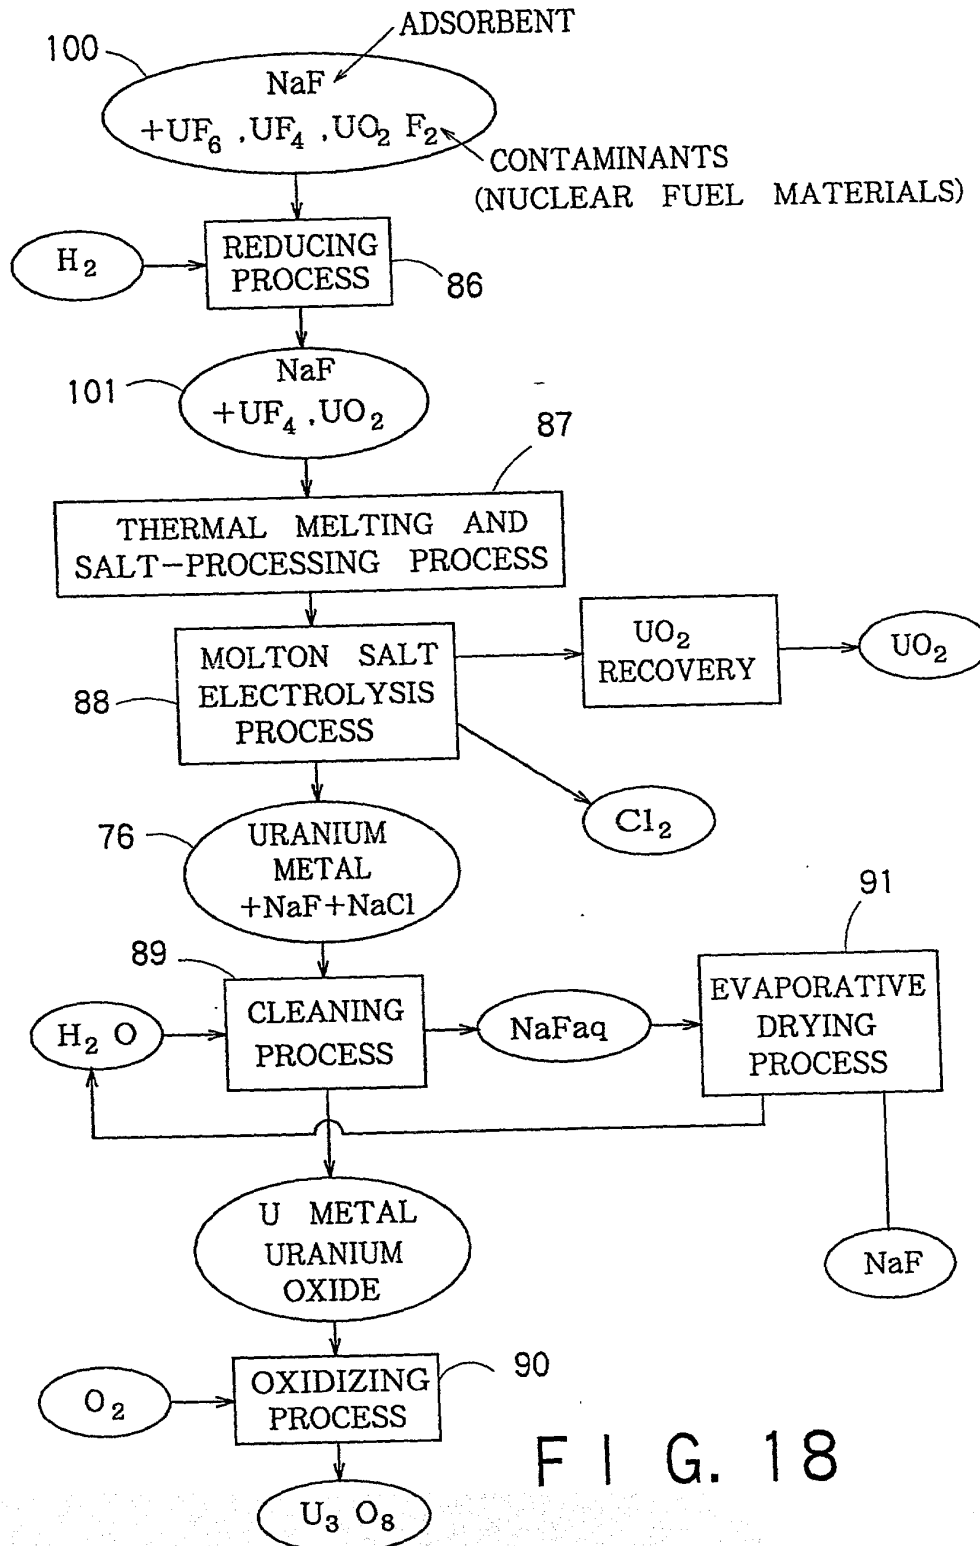 ADSORBENT
100
NaF
+UF6 .UF4 .UO2 F2
CONTAMINANTS
(NUCLEAR FUEL MATERIALS)
H2
REDUCING
PROCESS
86
101
NaF
+UF4 .UO2
87
THERMAL MELTING AND
SALT-PROCESSING PROCESS
MOLTON SALT
ELECTROLYSIS
PROCESS
88
UO2
RECOVERY
UO2
Cl2
76
URANIUM
METAL
+NaF+NaCl
89
CLEANING
PROCESS
H2 O
NaFaq
91
EVAPORATIVE
DRYING
PROCESS
U METAL
URANIUM
OXIDE
NaF
90
O2
OXIDIZING
PROCESS
U3 O8
FIG. 18